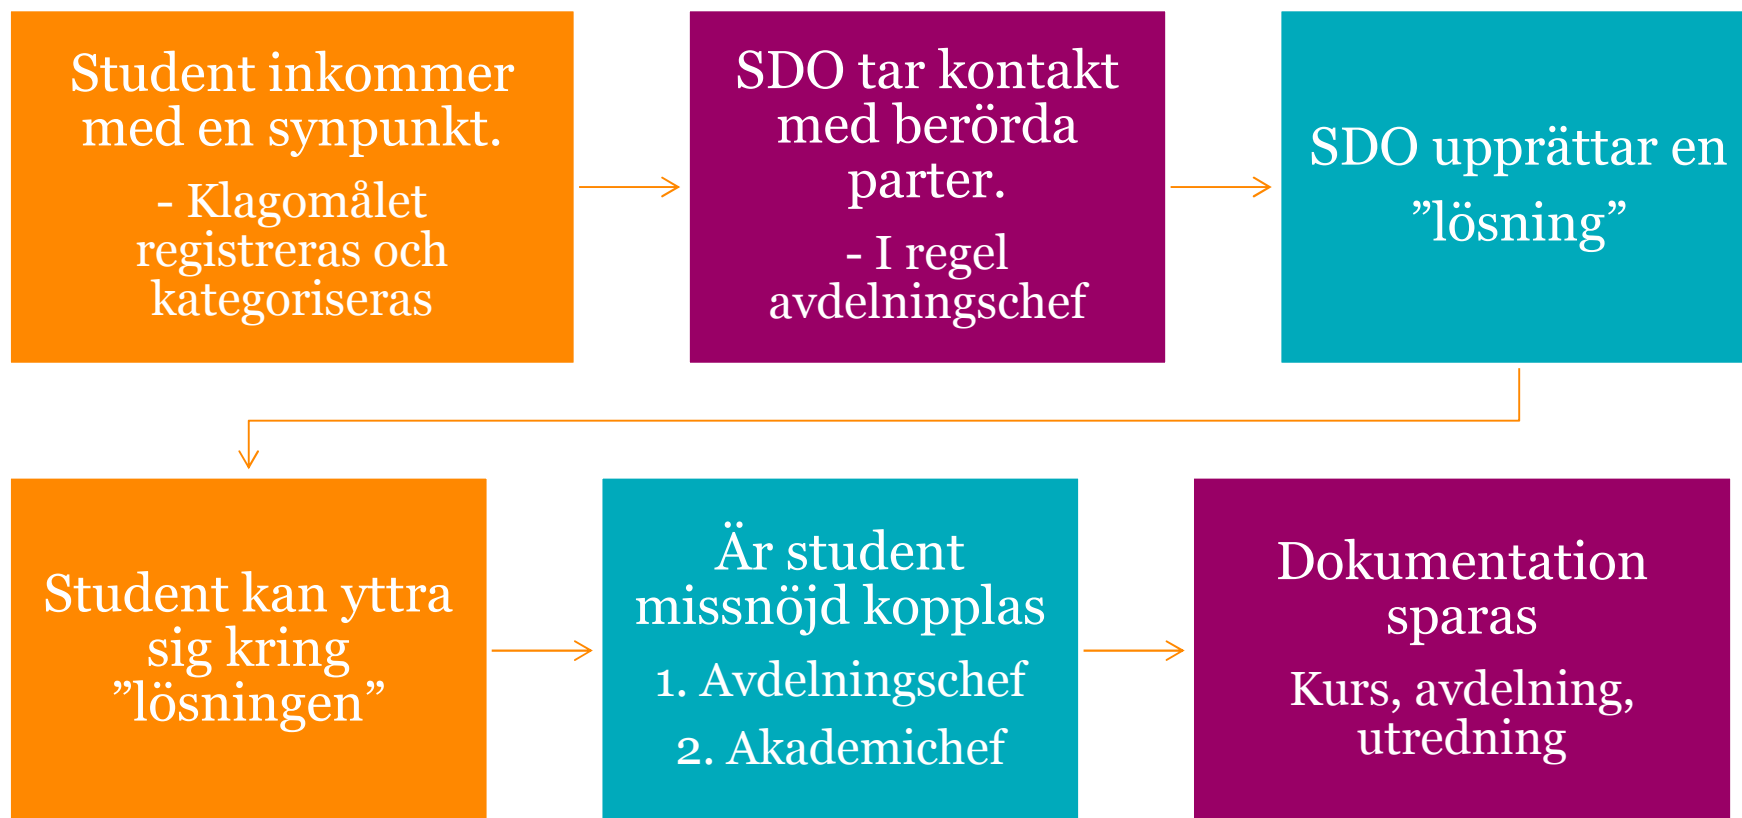 Student inkommer
med en synpunkt.
- Klagomålet
registreras och
kategoriseras
SDO tar kontakt
med berörda
parter.
- I regel
avdelningschef
SDO upprättar en
”lösning”
Student kan yttra
sig kring
”lösningen”
Är student
missnöjd kopplas
1. Avdelningschef
2. Akademichef
Dokumentation
sparas
Kurs, avdelning,
utredning